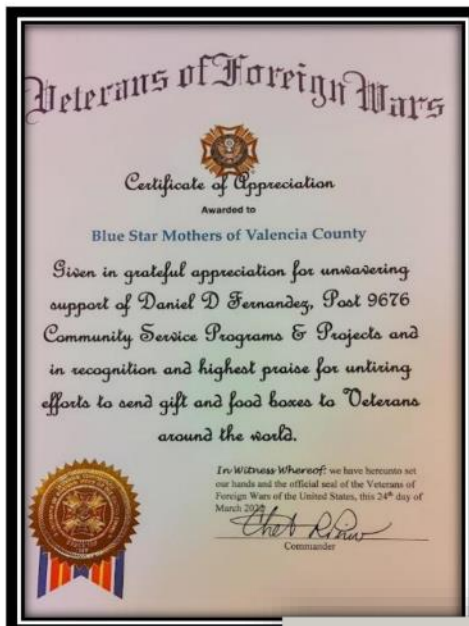 Veterans of Foreign Wars
Certificate of Appreciation
Awarded to
Blue Star Mothers of Valencia County
Given in grateful appreciation for unwavering
support of Daniel D Fernandez, Post 9676
Community Service Programs & Projects and
in recognition and highest praise for untiring
efforts to send gift and food boxes to Veterans
around the world.
In Witness Whereof: we have hereunto set
our hands and the official seal of the Veterans of
Foreign Wars of the United States, this 24th day of
March
Commander